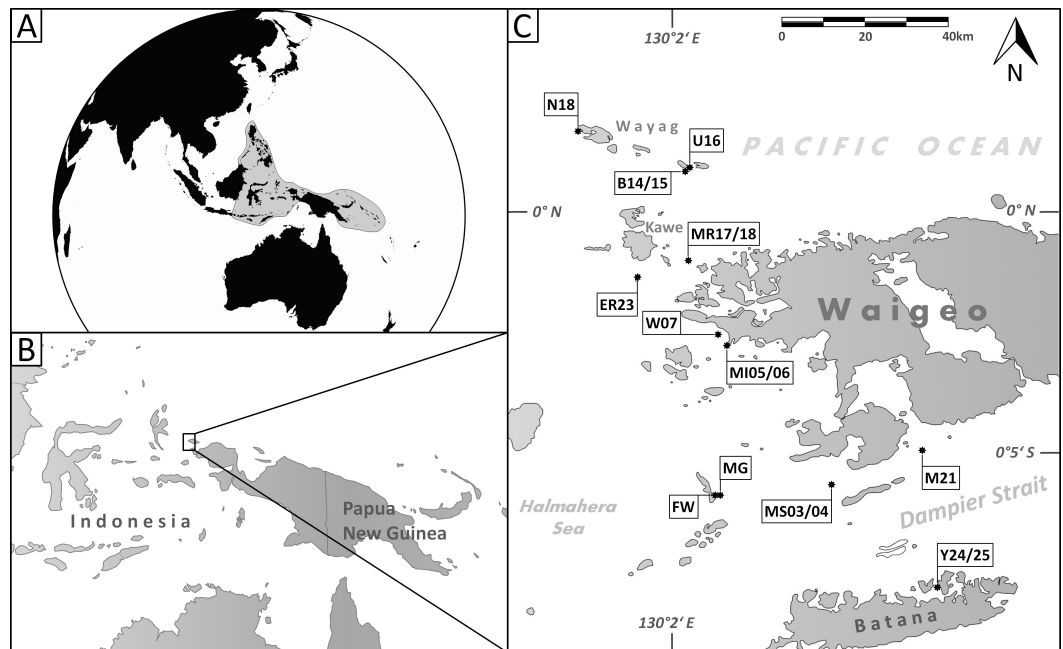 A
B
Indonesia
Papua
New Guinea
C
130°2‘ E
0
20
40km
N
N18
Wayag
U16
PACIFIC OCEAN
B14/15
0° N
0° N
Kawe
MR17/18
ER23
W07
Waigeo
MI05/06
0°5‘ S
MG
M21
FW
MS03/04
Halmahera
Sea
Dampier Strait
Y24/25
130°2‘ E
Batana